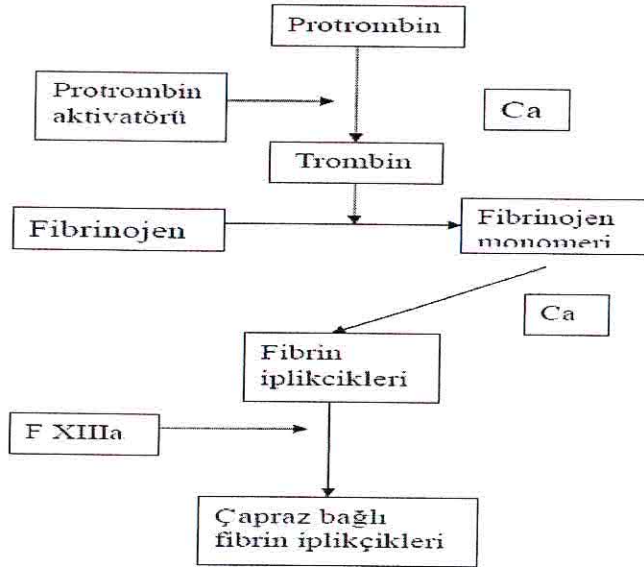 Protrombin
Protrombin
aktivatörü
Ca
Trombin
Fibrinojen
Fibrinojen
monomeri
Ca
Fibrin
iplikcikleri
F XIIIa
Çapraz bağlı
fibrin iplikçikleri